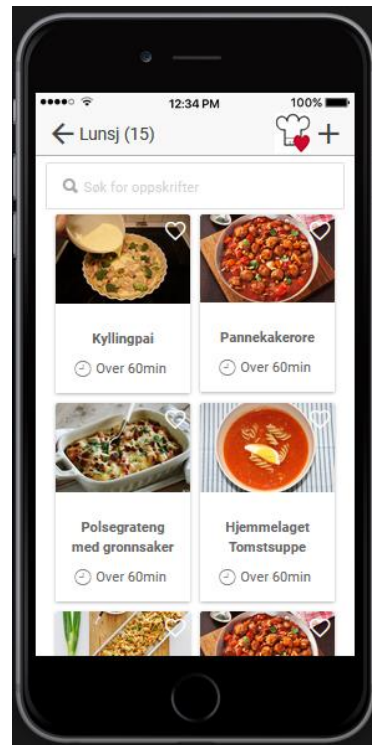 12:34 PM
100%
Lunsj (15)
Søk for oppskrifter
Kyllingpai
Over 60min
Pannekakerore
Over 60min
Polsegrateng
med gronnsaker
Over 60min
Hjemmelaget
Tomstsuppe
Over 60min